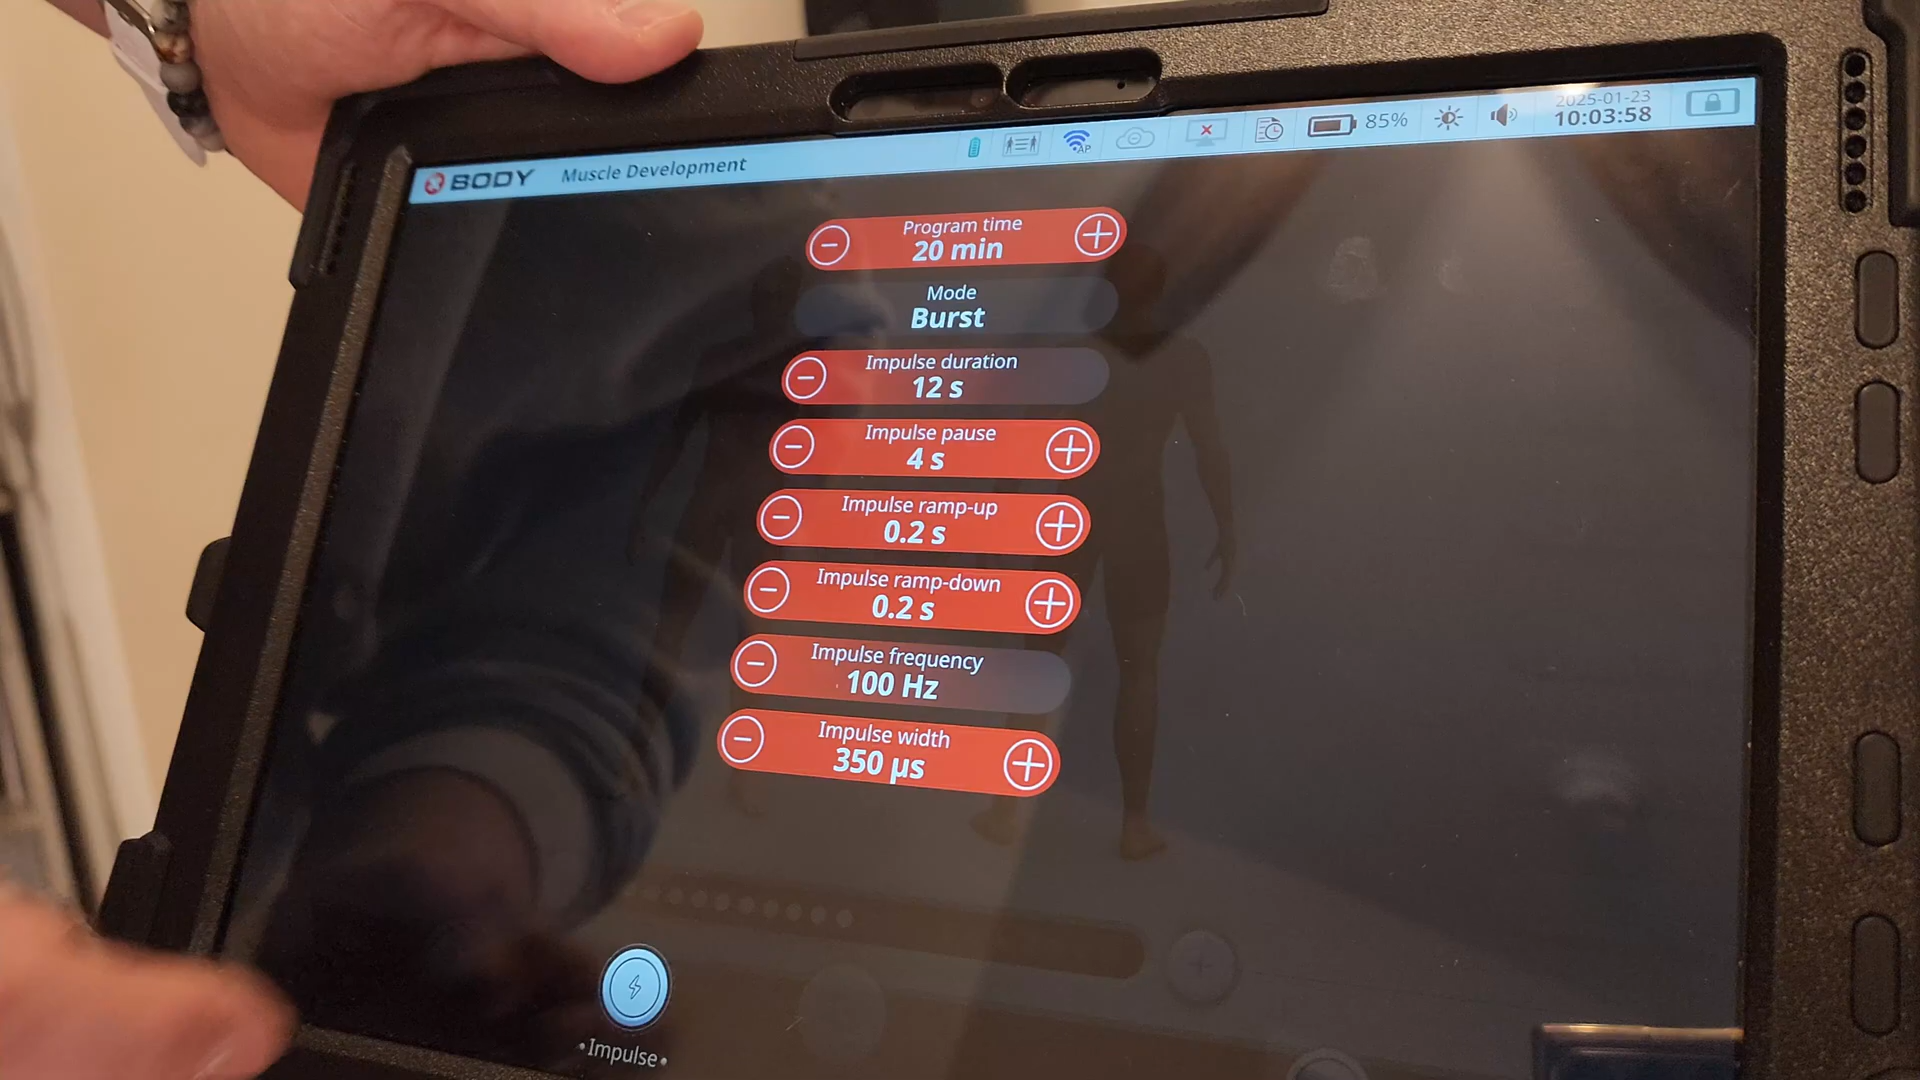 XBODY Muscle Development AP 85% 2025-01-23
10:03:58
Program time
20 min
Mode
Burst
Impulse duration
12 s
Impulse pause
4 s
Impulse ramp-up
0.2 s
Impulse ramp-down
0.2 s
Impulse frequency
100 Hz
Impulse width
350 µs
•Impulse•